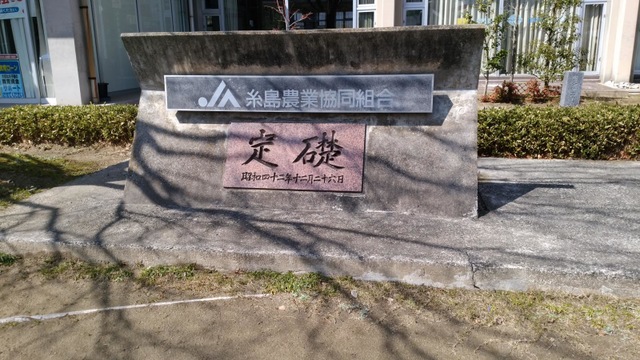 JA 糸島農業協同組合
定礎
昭和四十二年十二月二十六日